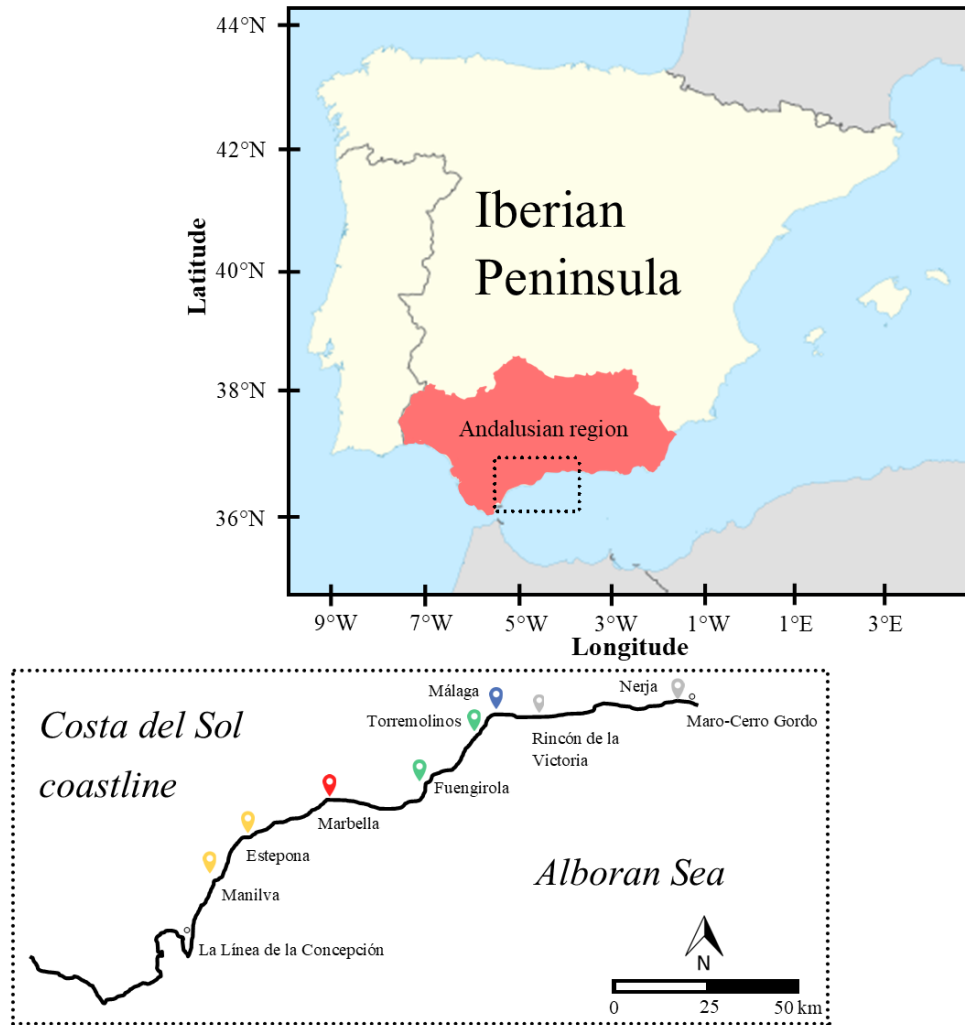 44°N
42°N
40°N
38°N
36°N
Latitude
Iberian
Peninsula
Andalusian region
9°W
7°W
5°W
3°W
1°W
1°E
3°E
Longitude
Costa del Sol
coastline
Málaga
Nerja
Torremolinos
Maro-Cerro Gordo
Rincón de la
Victoria
Fuengirola
Marbella
Estepona
Manilva
Alboran Sea
La Línea de la Concepción
N
0
25
50 km